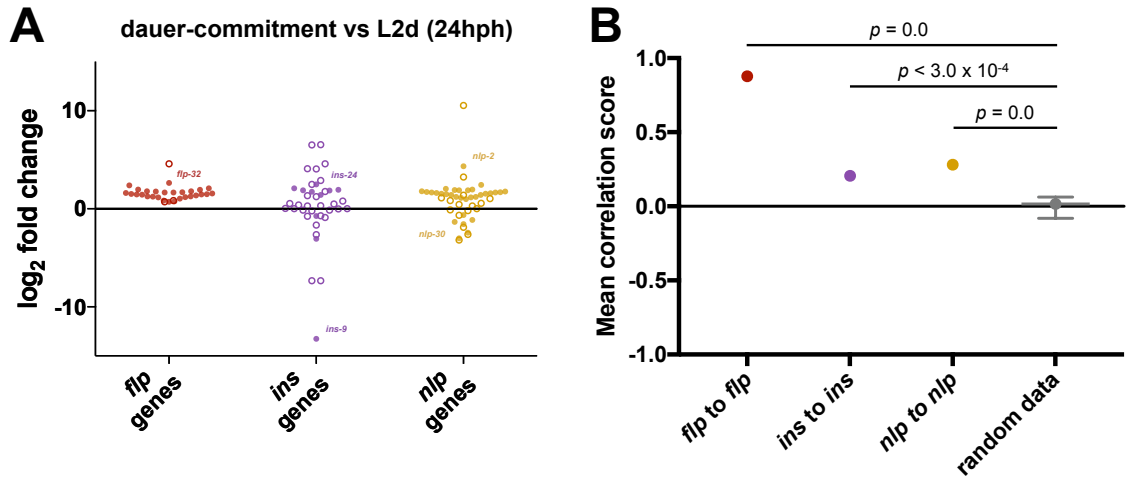 A
dauer-commitment vs L2d (24hph)
log2 fold change
10
0
-10
flp-32
ins-24
ins-9
nlp-2
nlp-30
flp
genes
ins
genes
nlp
genes
B
Mean correlation score
1.0
0.5
0.0
-0.5
-1.0
p = 0.0
p < 3.0 x 10-4
p = 0.0
flp to flp
ins to ins
nlp to nlp
random data